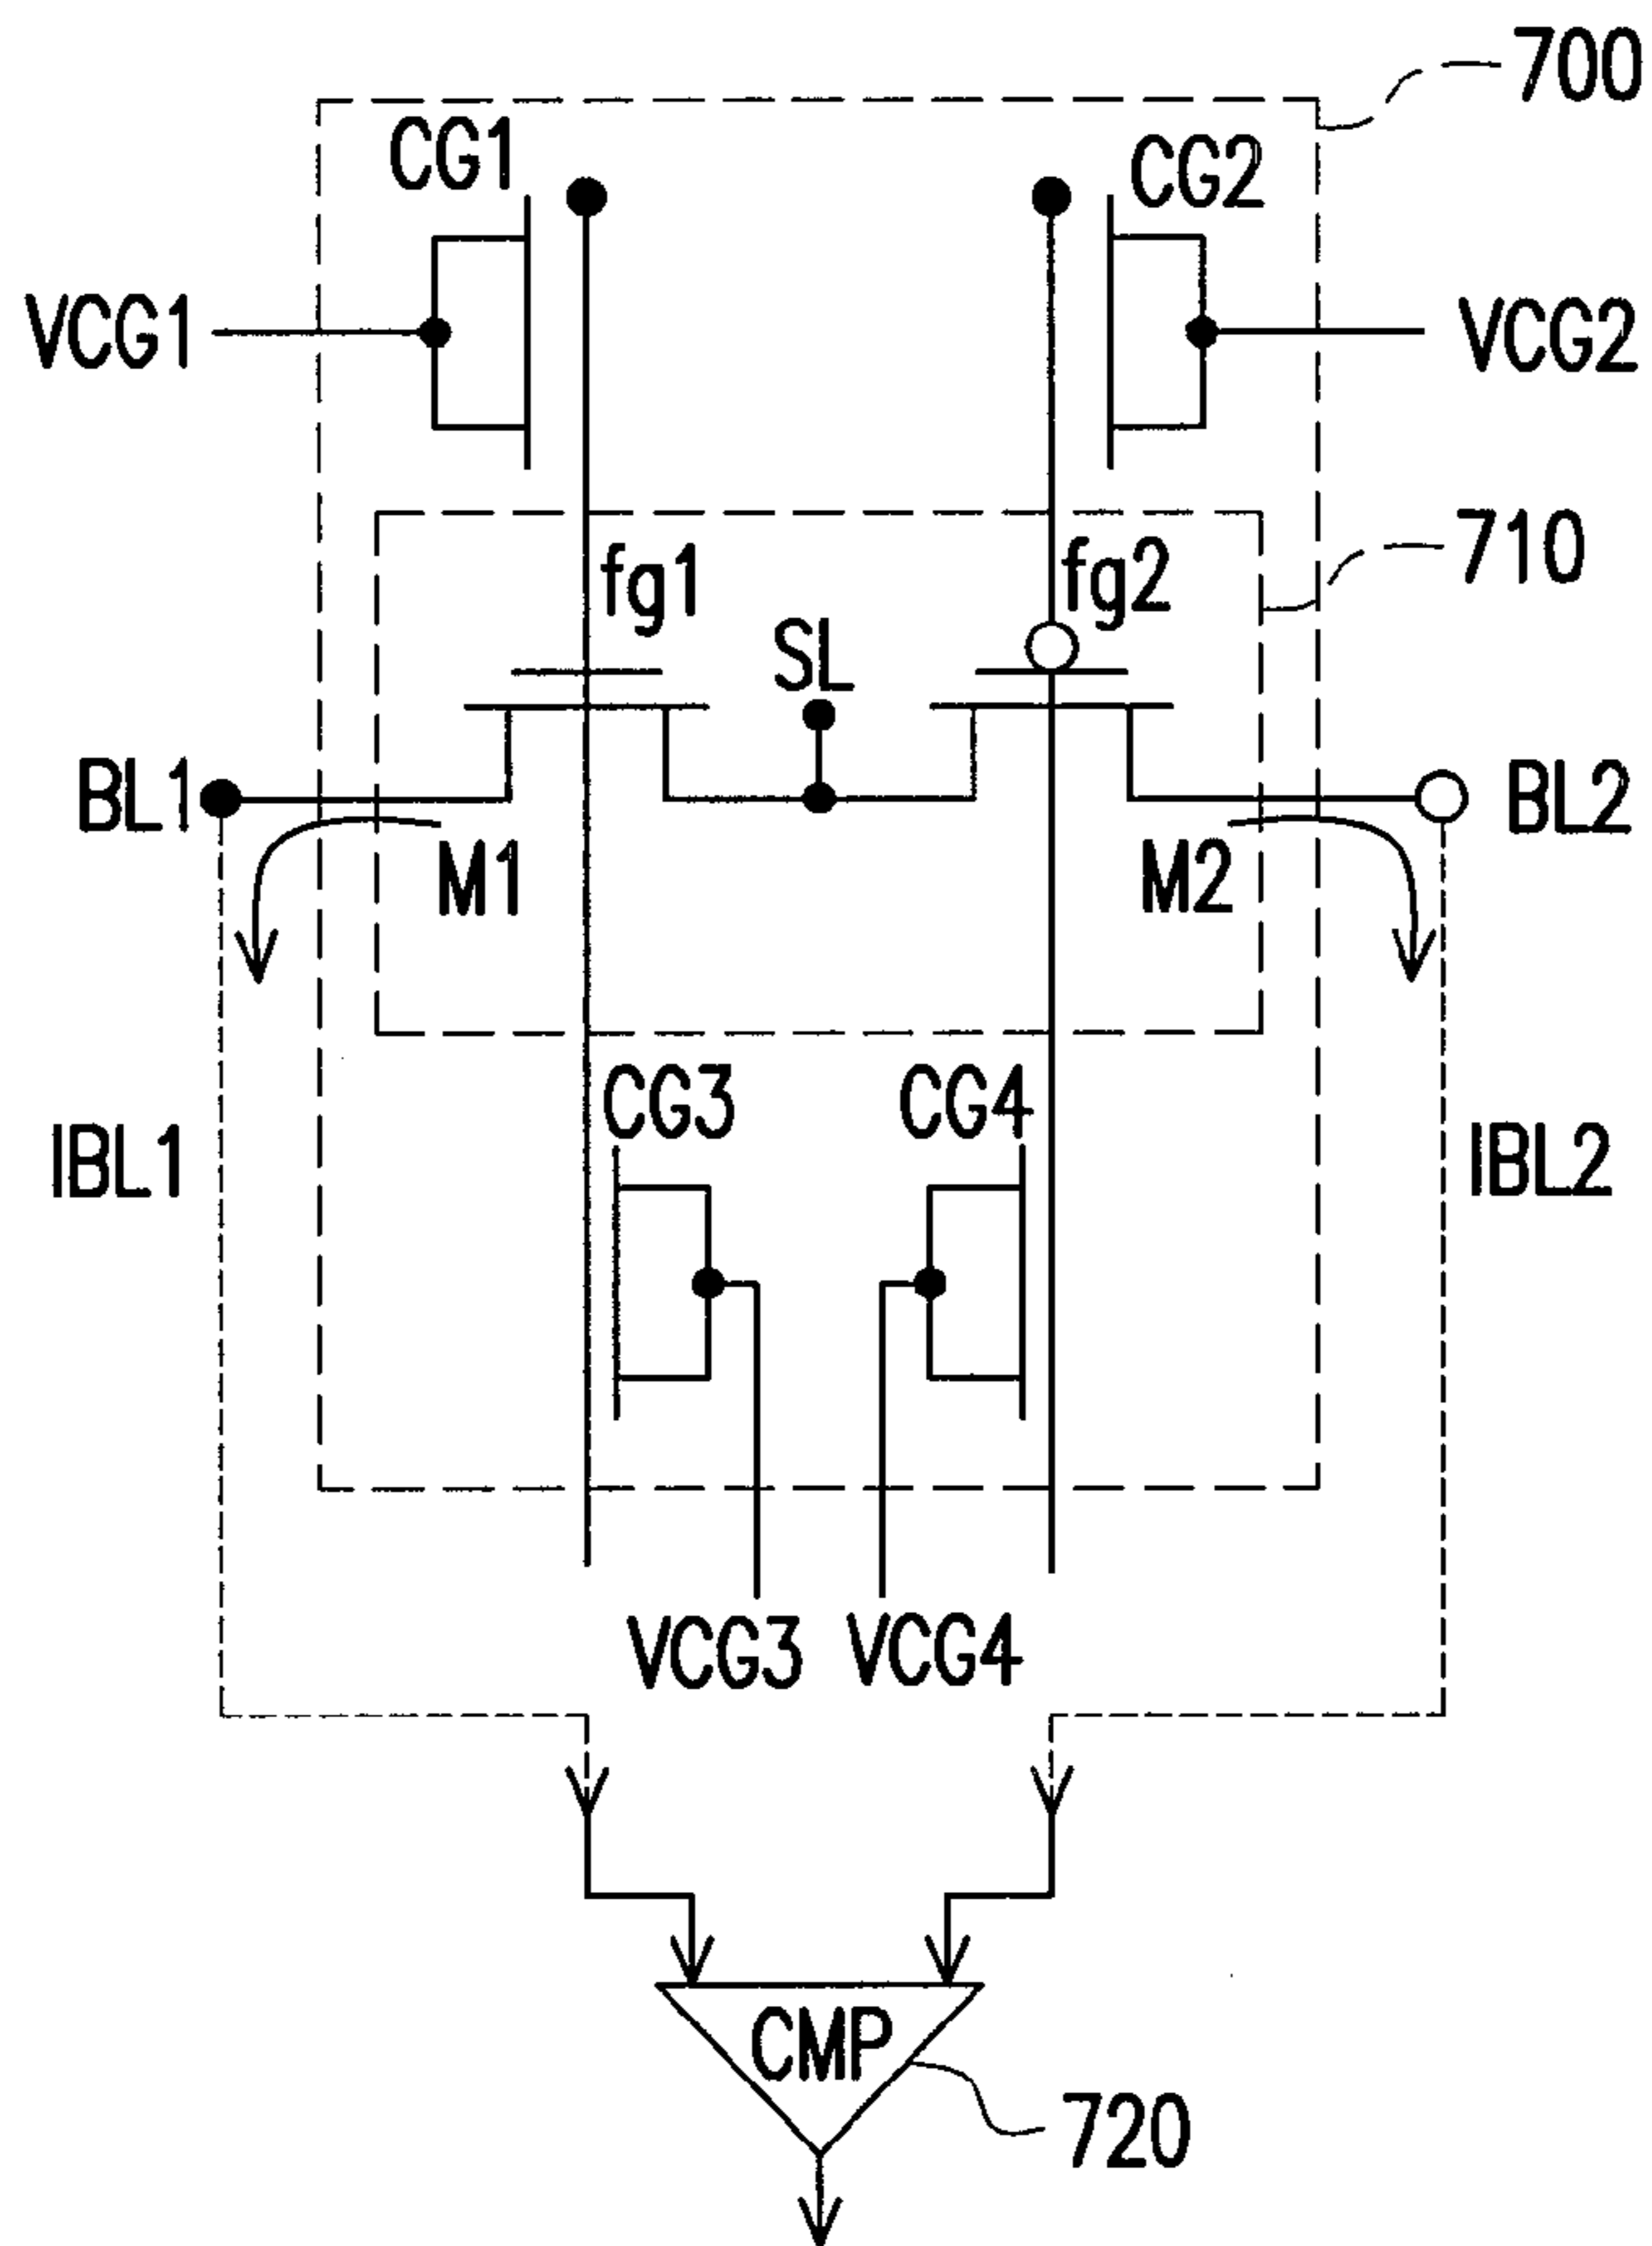 700
CG1
CG2
VCG1
VCG2
710
fg1
fg2
SL
BL1
BL2
M1
M2
CG3
CG4
IBL1
IBL2
VCG3
VCG4
CMP
720